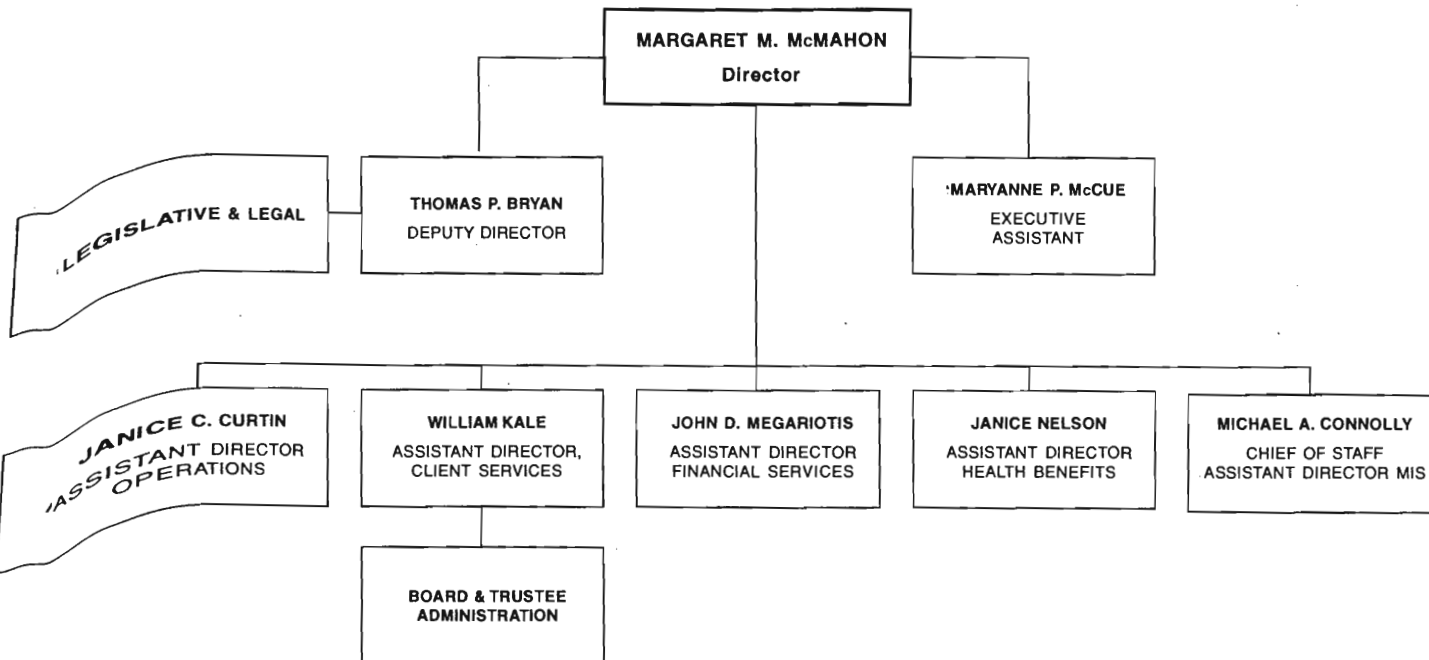 MARGARET M. McMAHON
Director
LEGISLATIVE & LEGAL
THOMAS P. BRYAN
DEPUTY DIRECTOR
MARYANNE P. McCUE
EXECUTIVE
ASSISTANT
JANICE C. CURTIN
ASSISTANT DIRECTOR
OPERATIONS
WILLIAM KALE
ASSISTANT DIRECTOR,
CLIENT SERVICES
JOHN D. MEGARIOTIS
ASSISTANT DIRECTOR
FINANCIAL SERVICES
JANICE NELSON
ASSISTANT DIRECTOR
HEALTH BENEFITS
MICHAEL A. CONNOLLY
CHIEF OF STAFF
ASSISTANT DIRECTOR MIS
BOARD & TRUSTEE
ADMINISTRATION